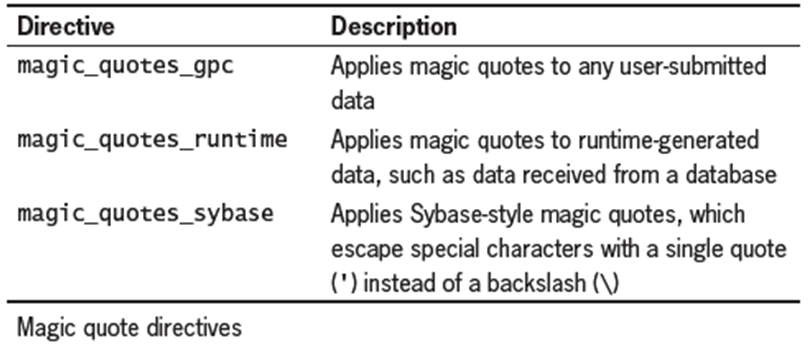 Directive Description
magic_quotes_gpc Applies magic quotes to any user-submitted
data
magic_quotes_runtime Applies magic quotes to runtime-generated
data, such as data received from a database
magic_quotes_sybase Applies Sybase-style magic quotes, which
escape special characters with a single quote
(') instead of a backslash (\)
Magic quote directives